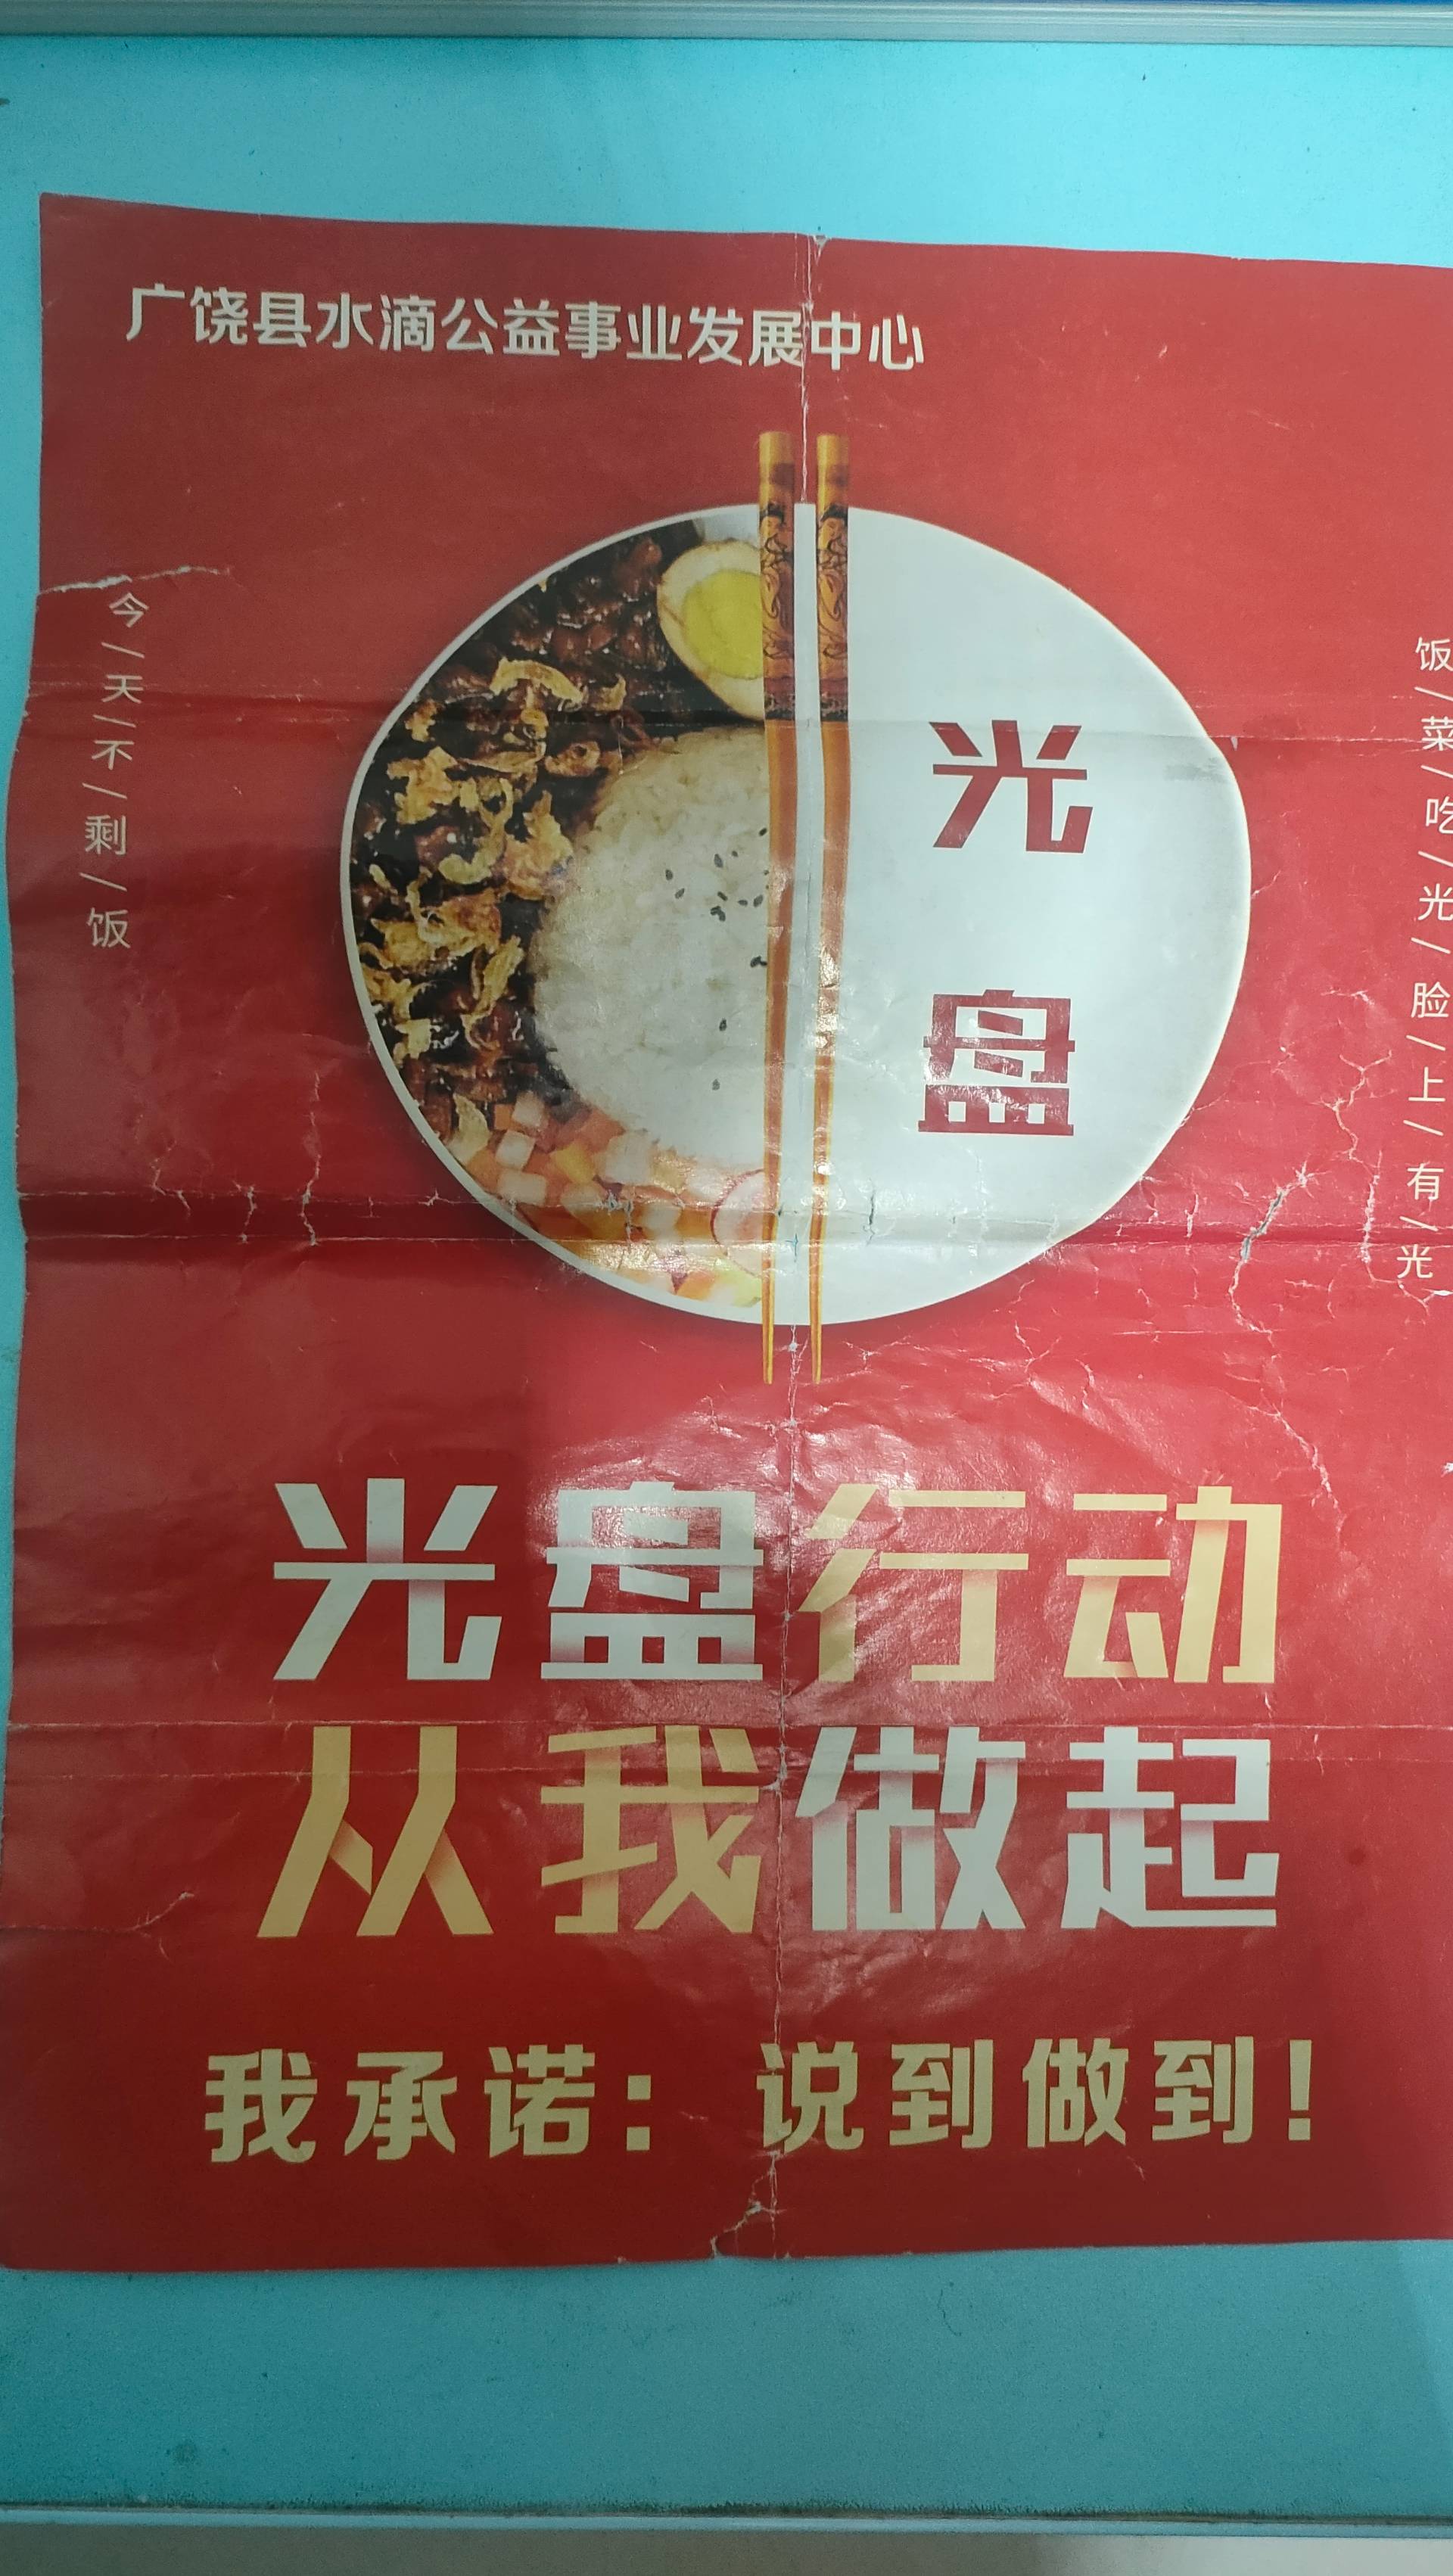 广饶县水滴公益事业发展中心
今/天/不/剩/饭
光
盘
饭/菜/吃/光/脸/上/有/光
光盘行动
从我做起
我承诺：说到做到！